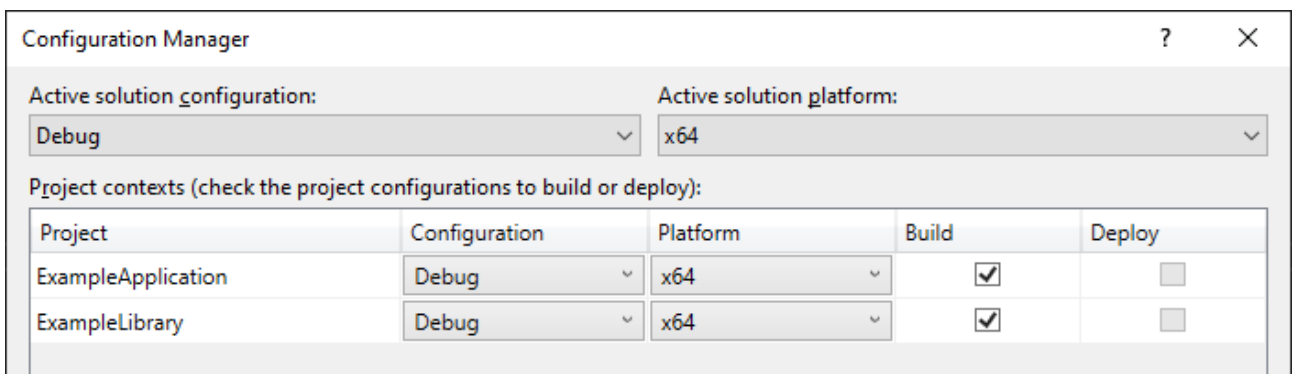 Configuration Manager ?
Active solution configuration: Active solution platform:
Debug x64
Project contexts (check the project configurations to build or deploy):
Project Configuration Platform Build Deploy
ExampleApplication Debug x64
ExampleLibrary Debug x64